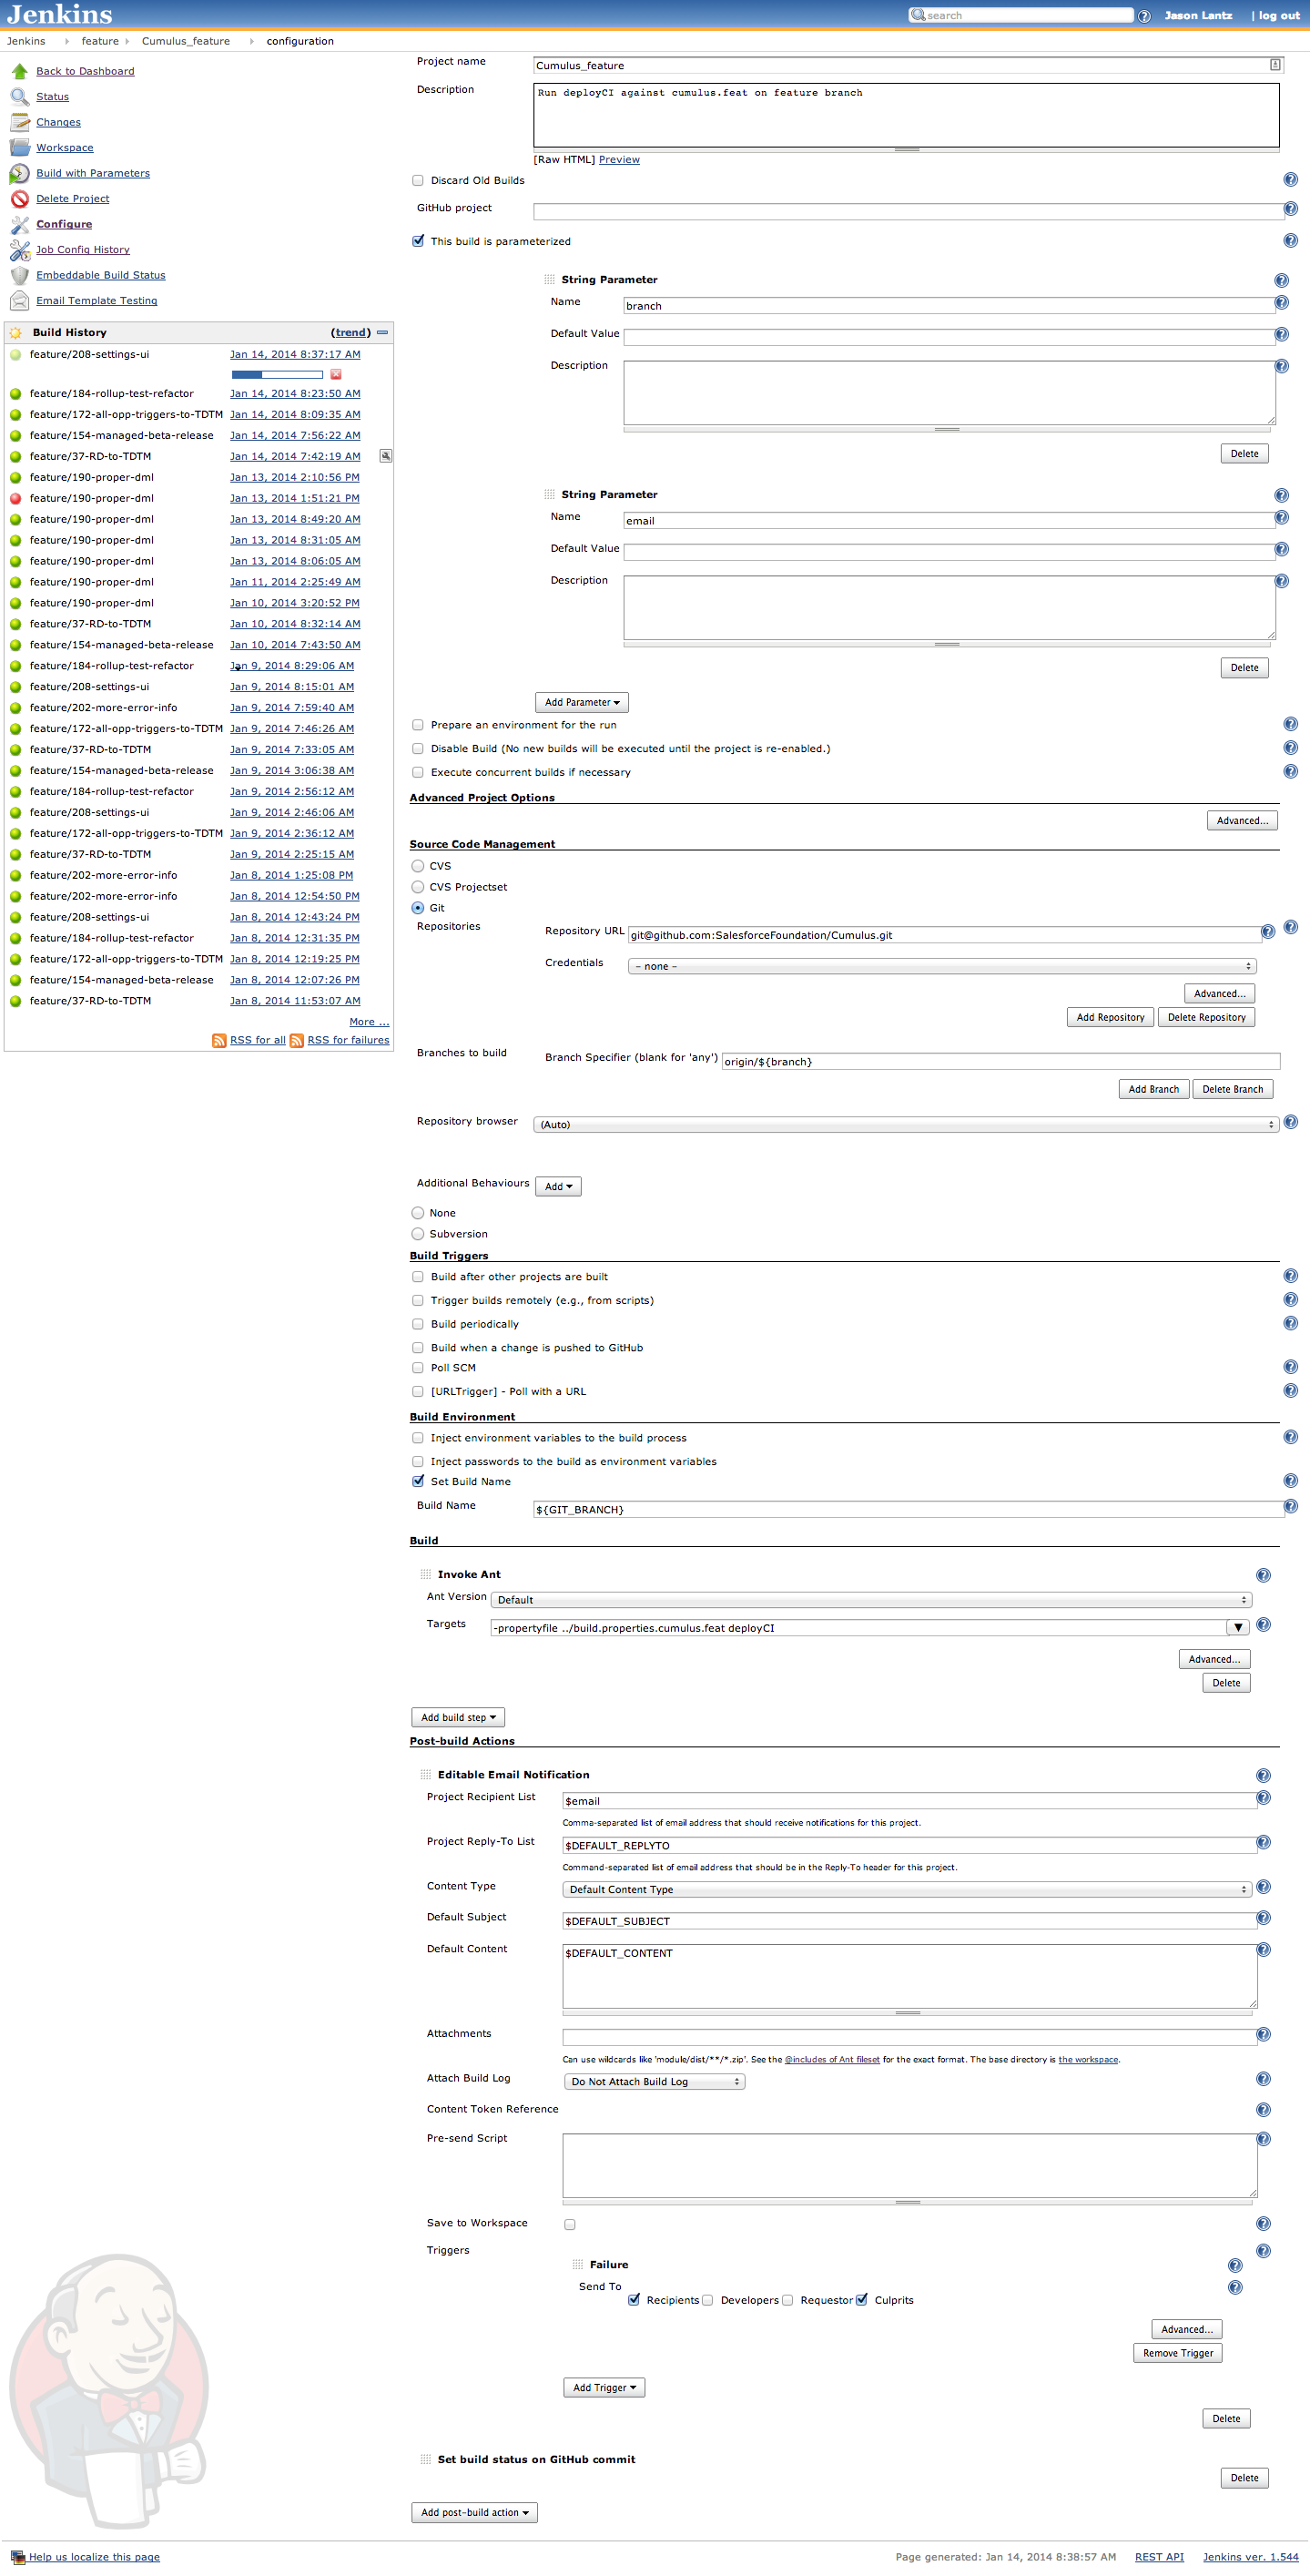 Jenkins
search
Jason Lantz
| log out
Jenkins
feature
Cumulus_feature
configuration
Back to Dashboard
Status
Changes
Workspace
Build with Parameters
Delete Project
Configure
Job Config History
Embeddable Build Status
Email Template Testing
Build History (trend)
feature/208-settings-ui Jan 14, 2014 8:37:17 AM
feature/184-rollup-test-refactor Jan 14, 2014 8:23:50 AM
feature/172-all-opp-triggers-to-TDTM Jan 14, 2014 8:09:35 AM
feature/154-managed-beta-release Jan 14, 2014 7:56:22 AM
feature/37-RD-to-TDTM Jan 14, 2014 7:42:19 AM
feature/190-proper-dml Jan 13, 2014 2:10:56 PM
feature/190-proper-dml Jan 13, 2014 1:51:21 PM
feature/190-proper-dml Jan 13, 2014 8:49:20 AM
feature/190-proper-dml Jan 13, 2014 8:31:05 AM
feature/190-proper-dml Jan 13, 2014 8:06:05 AM
feature/190-proper-dml Jan 11, 2014 2:25:49 AM
feature/190-proper-dml Jan 10, 2014 3:20:52 PM
feature/37-RD-to-TDTM Jan 10, 2014 8:32:14 AM
feature/154-managed-beta-release Jan 10, 2014 7:43:50 AM
feature/184-rollup-test-refactor Jan 9, 2014 8:29:06 AM
feature/208-settings-ui Jan 9, 2014 8:15:01 AM
feature/202-more-error-info Jan 9, 2014 7:59:40 AM
feature/172-all-opp-triggers-to-TDTM Jan 9, 2014 7:46:26 AM
feature/37-RD-to-TDTM Jan 9, 2014 7:33:05 AM
feature/154-managed-beta-release Jan 9, 2014 3:06:38 AM
feature/184-rollup-test-refactor Jan 9, 2014 2:56:12 AM
feature/208-settings-ui Jan 9, 2014 2:46:06 AM
feature/172-all-opp-triggers-to-TDTM Jan 9, 2014 2:36:12 AM
feature/37-RD-to-TDTM Jan 9, 2014 2:25:15 AM
feature/202-more-error-info Jan 8, 2014 1:25:08 PM
feature/202-more-error-info Jan 8, 2014 12:54:50 PM
feature/208-settings-ui Jan 8, 2014 12:43:24 PM
feature/184-rollup-test-refactor Jan 8, 2014 12:31:35 PM
feature/172-all-opp-triggers-to-TDTM Jan 8, 2014 12:19:25 PM
feature/154-managed-beta-release Jan 8, 2014 12:07:26 PM
feature/37-RD-to-TDTM Jan 8, 2014 11:53:07 AM
More ...
RSS for all RSS for failures
Project name Cumulus_feature
Description Run deployCI against cumulus.feat on feature branch
[Raw HTML] Preview
Discard Old Builds
GitHub project
This build is parameterized
String Parameter
Name branch
Default Value
Description
Delete
String Parameter
Name email
Default Value
Description
Delete
Add Parameter
Prepare an environment for the run
Disable Build (No new builds will be executed until the project is re-enabled.)
Execute concurrent builds if necessary
Advanced Project Options
Advanced...
Source Code Management
CVS
CVS Projectset
Git
Repositories Repository URL git@github.com:SalesforceFoundation/Cumulus.git
Credentials - none -
Advanced...
Add Repository Delete Repository
Branches to build Branch Specifier (blank for 'any') origin/${branch}
Add Branch Delete Branch
Repository browser (Auto)
Additional Behaviours Add
None
Subversion
Build Triggers
Build after other projects are built
Trigger builds remotely (e.g., from scripts)
Build periodically
Build when a change is pushed to GitHub
Poll SCM
[URLTrigger] - Poll with a URL
Build Environment
Inject environment variables to the build process
Inject passwords to the build as environment variables
Set Build Name
Build Name ${GIT_BRANCH}
Build
Invoke Ant
Ant Version Default
Targets -propertyfile ../build.properties.cumulus.feat deployCI
Advanced...
Delete
Add build step
Post-build Actions
Editable Email Notification
Project Recipient List $email
Comma-separated list of email address that should receive notifications for this project.
Project Reply-To List $DEFAULT_REPLYTO
Command-separated list of email address that should be in the Reply-To header for this project.
Content Type Default Content Type
Default Subject $DEFAULT_SUBJECT
Default Content $DEFAULT_CONTENT
Attachments
Can use wildcards like 'module/dist/**/*.zip'. See the @includes of Ant fileset for the exact format. The base directory is the workspace.
Attach Build Log Do Not Attach Build Log
Content Token Reference
Pre-send Script
Save to Workspace
Triggers
Failure
Send To
Recipients Developers Requestor Culprits
Advanced...
Remove Trigger
Add Trigger
Delete
Set build status on GitHub commit
Delete
Add post-build action
Help us localize this page
Page generated: Jan 14, 2014 8:38:57 AM REST API Jenkins ver. 1.544